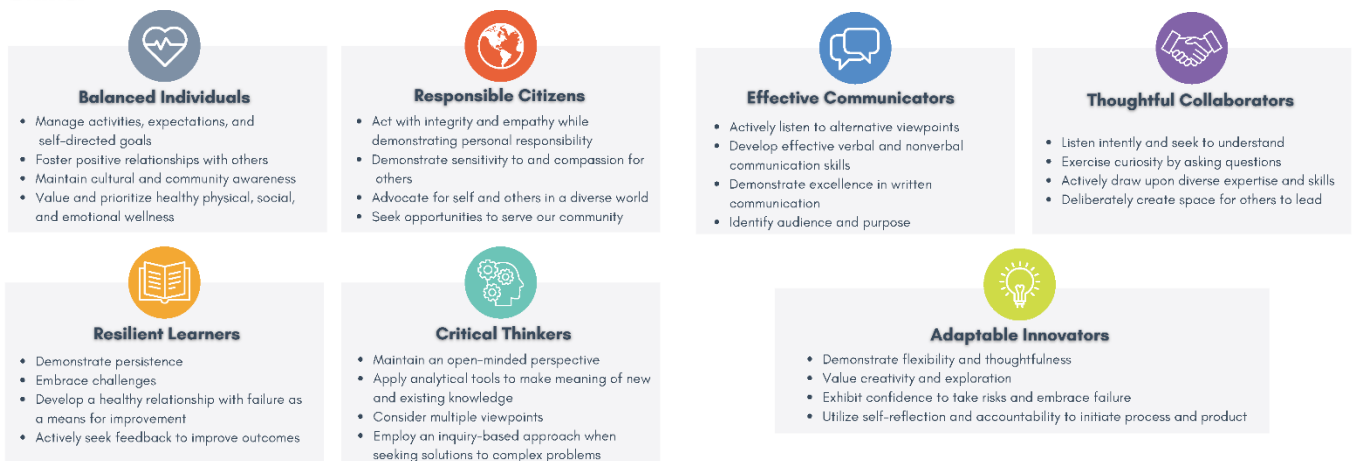 Balanced Individuals
• Manage activities, expectations, and
self-directed goals
• Foster positive relationships with others
• Maintain cultural and community awareness
• Value and prioritize healthy physical, social,
and emotional wellness
Responsible Citizens
• Act with integrity and empathy while
demonstrating personal responsibility
• Demonstrate sensitivity to and compassion for
others
• Advocate for self and others in a diverse world
• Seek opportunities to serve our community
Effective Communicators
• Actively listen to alternative viewpoints
• Develop effective verbal and nonverbal
communication skills
• Demonstrate excellence in written
communication
• Identify audience and purpose
Thoughtful Collaborators
• Listen intently and seek to understand
• Exercise curiosity by asking questions
• Actively draw upon diverse expertise and skills
• Deliberately create space for others to lead
Resilient Learners
• Demonstrate persistence
• Embrace challenges
• Develop a healthy relationship with failure as
a means for improvement
• Actively seek feedback to improve outcomes
Critical Thinkers
• Maintain an open-minded perspective
• Apply analytical tools to make meaning of new
and existing knowledge
• Consider multiple viewpoints
• Employ an inquiry-based approach when
seeking solutions to complex problems
Adaptable Innovators
• Demonstrate flexibility and thoughtfulness
• Value creativity and exploration
• Exhibit confidence to take risks and embrace failure
• Utilize self-reflection and accountability to initiate process and product